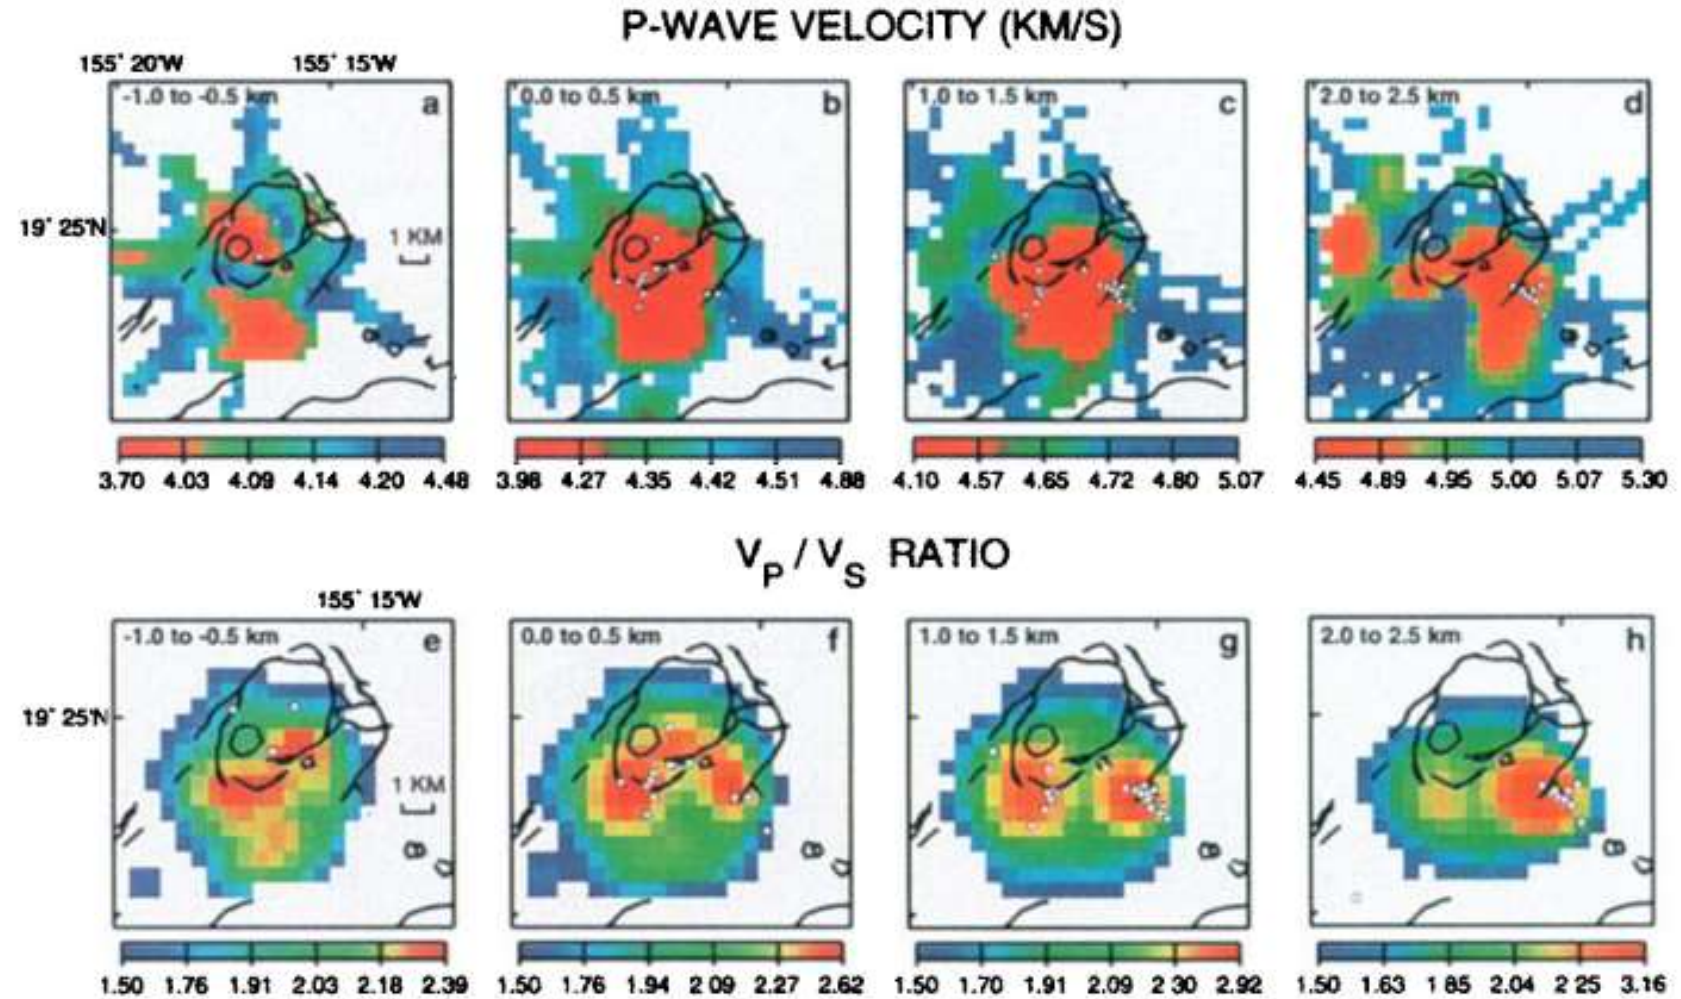 P-WAVE VELOCITY (KM/S)
155° 20'W 155° 15'W
-1.0 to -0.5 km a 0.0 to 0.5 km b 1.0 to 1.5 km c 2.0 to 2.5 km d
19° 25'N
1 KM
3.70 4.03 4.09 4.14 4.20 4.48 3.98 4.27 4.35 4.42 4.51 4.88 4.10 4.57 4.65 4.72 4.80 5.07 4.45 4.89 4.95 5.00 5.07 5.30
VP / VS RATIO
155° 15'W
-1.0 to -0.5 km e 0.0 to 0.5 km f 1.0 to 1.5 km g 2.0 to 2.5 km h
19° 25'N
1 KM
1.50 1.76 1.91 2.03 2.18 2.39 1.50 1.76 1.94 2.09 2.27 2.62 1.50 1.70 1.91 2.09 2.30 2.92 1.50 1.63 1.85 2.04 2.25 3.16